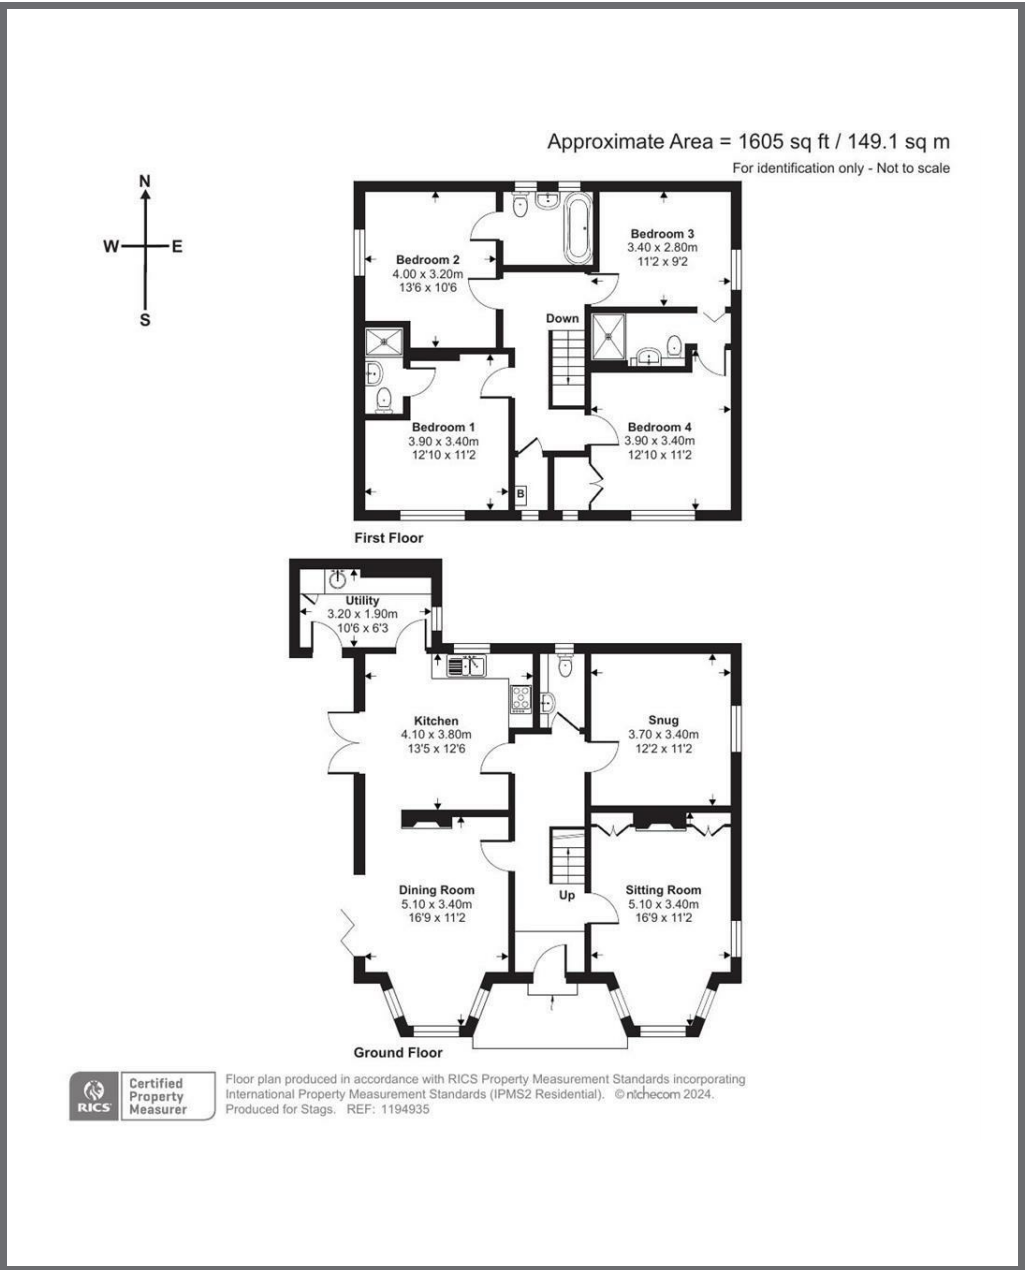 Approximate Area = 1605 sq ft / 149.1 sq m
For identification only - Not to scale
N
W E
S
Bedroom 2
4.00 x 3.20m
13'6 x 10'6
Bedroom 3
3.40 x 2.80m
11'2 x 9'2
Down
Bedroom 1
3.90 x 3.40m
12'10 x 11'2
Bedroom 4
3.90 x 3.40m
12'10 x 11'2
B
First Floor
Utility
3.20 x 1.90m
10'6 x 6'3
Kitchen
4.10 x 3.80m
13'5 x 12'6
Snug
3.70 x 3.40m
12'2 x 11'2
Dining Room
5.10 x 3.40m
16'9 x 11'2
Up
Sitting Room
5.10 x 3.40m
16'9 x 11'2
Ground Floor
RICS
Certified
Property
Measurer
Floor plan produced in accordance with RICS Property Measurement Standards incorporating
International Property Measurement Standards (IPMS2 Residential). © nichecom 2024.
Produced for Stags. REF: 1194935